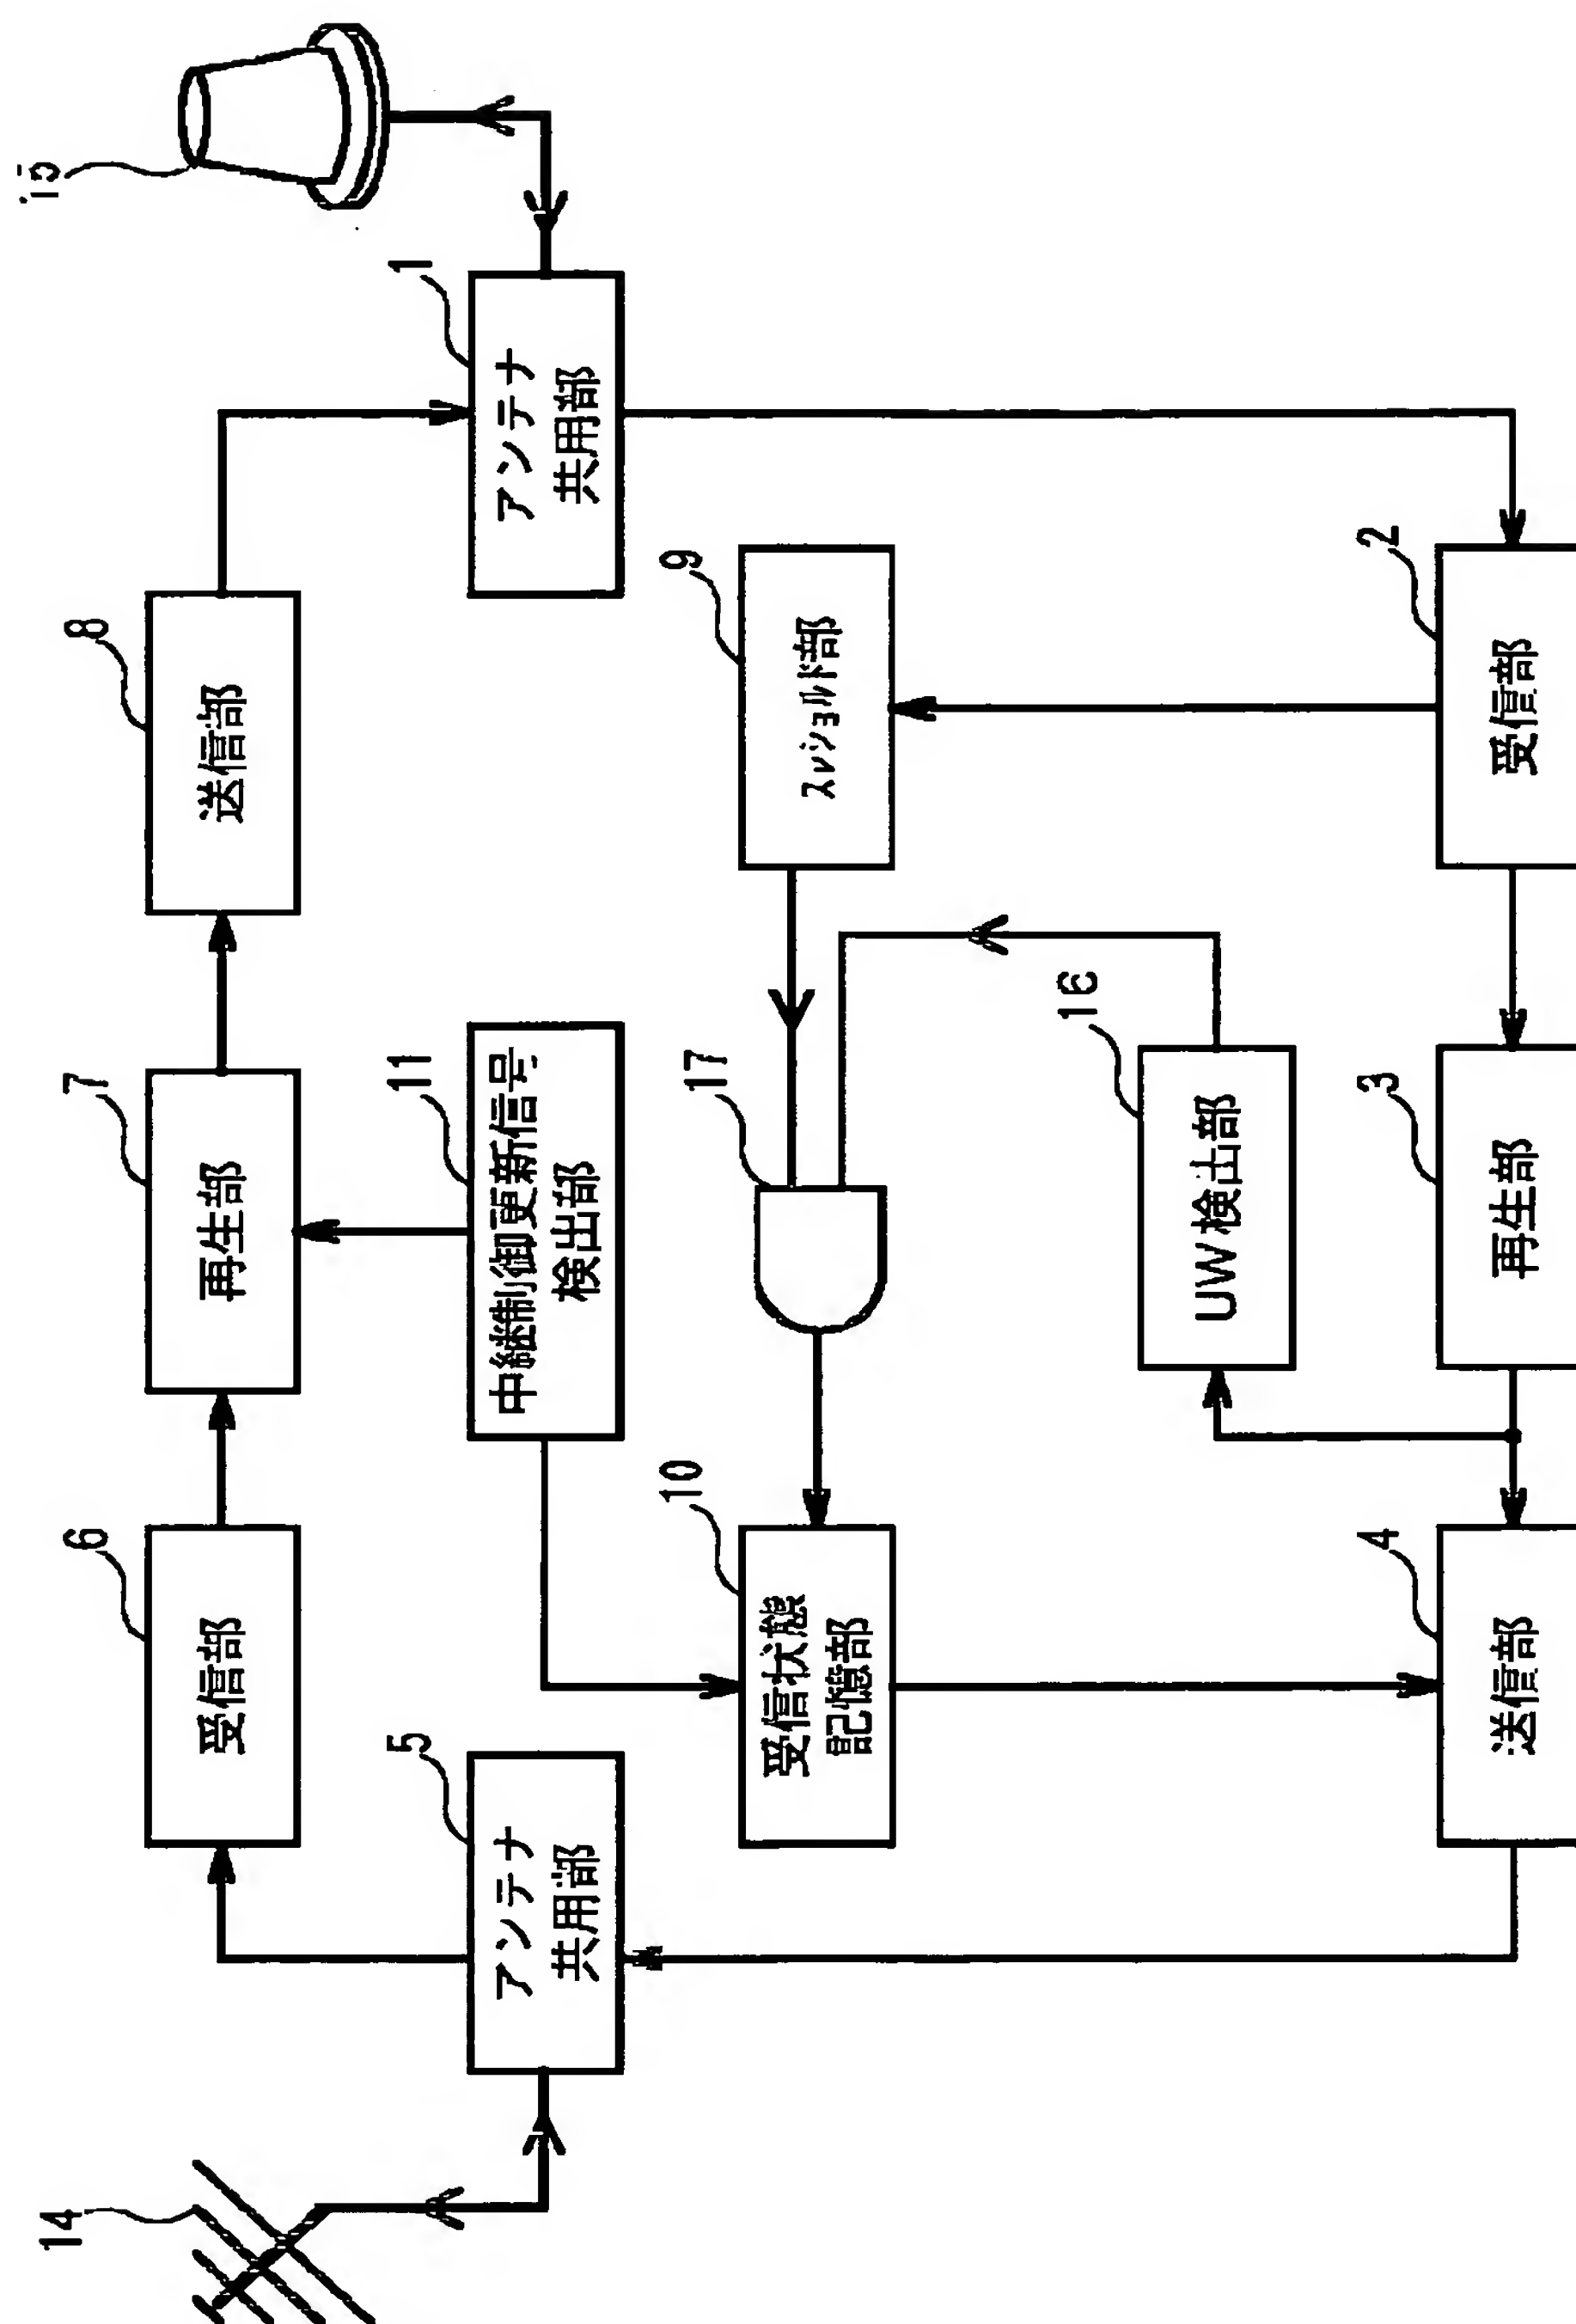 14
6
受信部
7
再生部
8
送信部
15
5
アンテナ
共用部
11
中継制御更新信号
検出部
1
アンテナ
共用部
10
受信状態
記憶部
17
9
スレショルド部
16
UW検出部
4
送信部
3
再生部
2
受信部